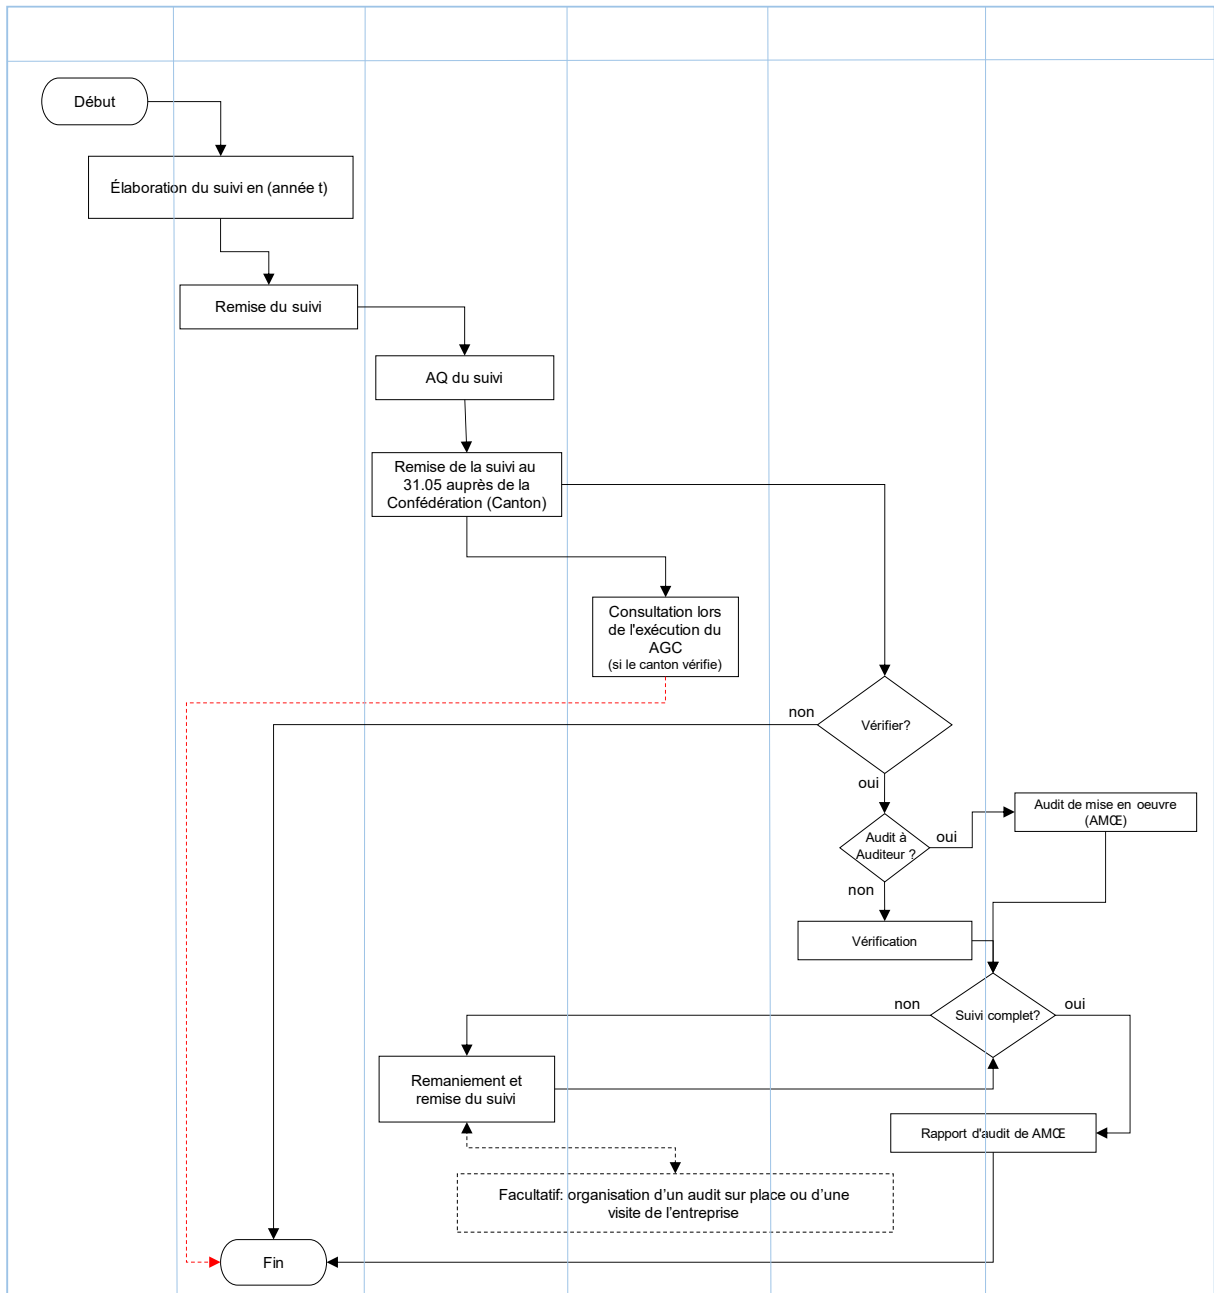 Début
Élaboration du suivi en (année t)
Remise du suivi
AQ du suivi
Remise de la suivi au
31.05 auprès de la
Confédération (Canton)
Consultation lors
de l'exécution du
AGC
(si le canton vérifie)
non
Vérifier?
oui
Audit de mise en oeuvre
(AMŒ)
Audit à
Auditeur ?
oui
non
Vérification
non
Suivi complet?
oui
Remaniement et
remise du suivi
Rapport d'audit de AMŒ
Facultatif: organisation d’un audit sur place ou d’une
visite de l’entreprise
Fin